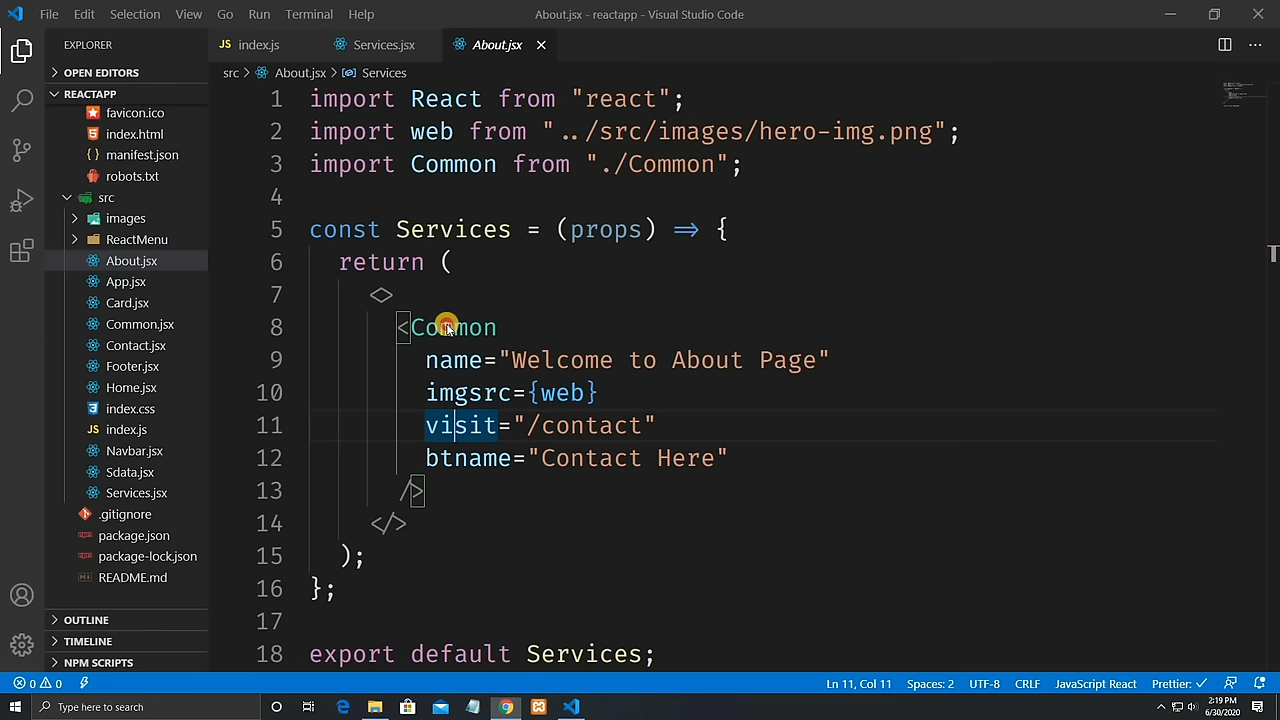 File Edit Selection View Go Run Terminal Help About.jsx - reactapp - Visual Studio Code
EXPLORER
OPEN EDITORS
REACTAPP
favicon.ico
index.html
manifest.json
robots.txt
src
images
ReactMenu
About.jsx
App.jsx
Card.jsx
Common.jsx
Contact.jsx
Footer.jsx
Home.jsx
index.css
index.js
Navbar.jsx
Sdata.jsx
Services.jsx
.gitignore
package.json
package-lock.json
README.md
OUTLINE
TIMELINE
NPM SCRIPTS
JS index.js Services.jsx About.jsx
src > About.jsx > Services
1 import React from "react";
2 import web from "../src/images/hero-img.png";
3 import Common from "./Common";
4
5 const Services = (props) => {
6 return (
7 <>
8 <Common
9 name="Welcome to About Page"
10 imgsrc={web}
11 visit="/contact"
12 btname="Contact Here"
13 />
14 </>
15 );
16 };
17
18 export default Services;
0 0 Ln 11, Col 11 Spaces: 2 UTF-8 CRLF JavaScript React Prettier: ✓
Type here to search
2:19 PM
6/30/2020